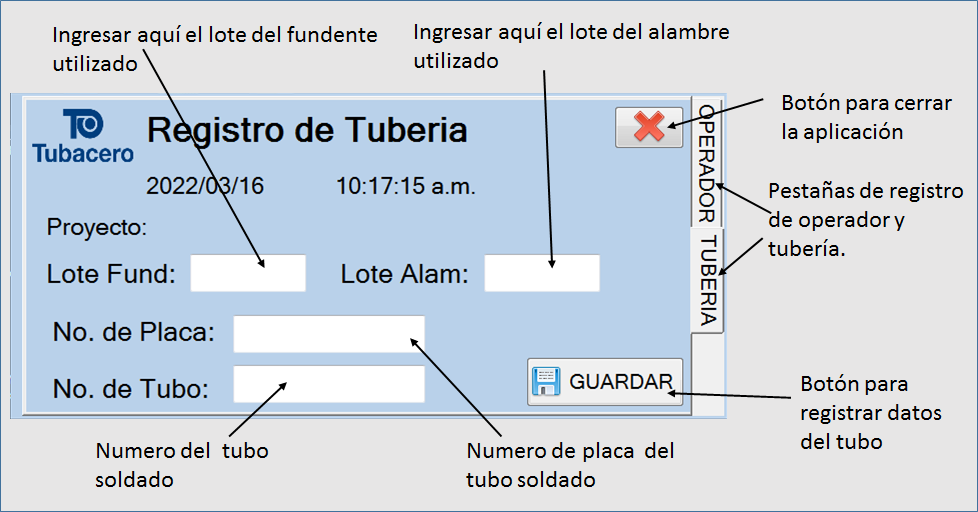 Ingresar aquí el lote del fundente
utilizado
Ingresar aquí el lote del alambre
utilizado
Tubacero
Registro de Tuberia
2022/03/16 10:17:15 a.m.
Proyecto:
Lote Fund: Lote Alam:
No. de Placa:
No. de Tubo:
GUARDAR
OPERADOR
TUBERIA
Botón para cerrar
la aplicación
Pestañas de registro
de operador y
tubería.
Botón para
registrar datos
del tubo
Numero del tubo
soldado
Numero de placa del
tubo soldado